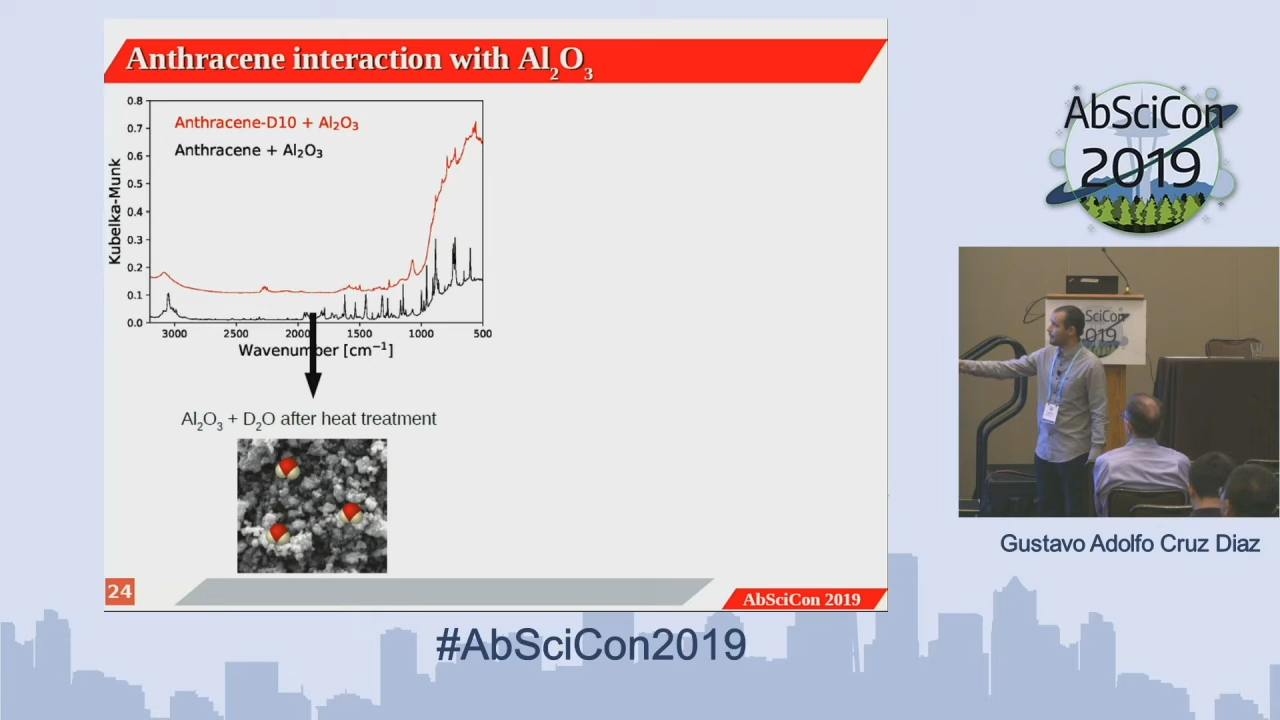 Anthracene interaction with Al2O3
Anthracene-D10 + Al2O3
Anthracene + Al2O3
Kubelka-Munk
0.8
0.7
0.6
0.5
0.4
0.3
0.2
0.1
0.0
3000 2500 2000 1500 1000 500
Wavenumber [cm−1]
Al2O3 + D2O after heat treatment
24
AbSciCon 2019
#AbSciCon2019
AbSciCon
2019
SciCon
019
Gustavo Adolfo Cruz Diaz